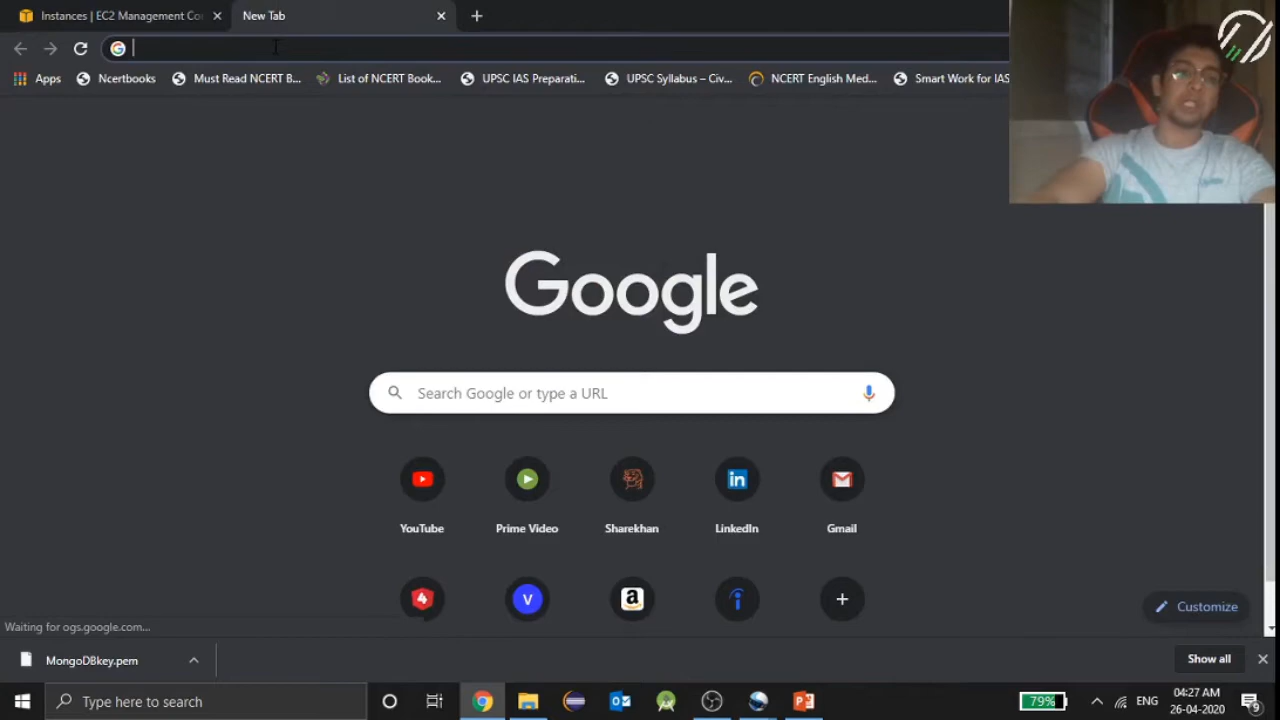 Instances | EC2 Management Co
New Tab
Apps
Ncertbooks
Must Read NCERT B...
List of NCERT Book...
UPSC IAS Preparati...
UPSC Syllabus – Civ...
NCERT English Med...
Smart Work for IAS
Google
Search Google or type a URL
YouTube
Prime Video
Sharekhan
LinkedIn
Gmail
Customize
Waiting for ogs.google.com...
MongoDBkey.pem
Show all
Type here to search
79%
ENG
04:27 AM
26-04-2020
9